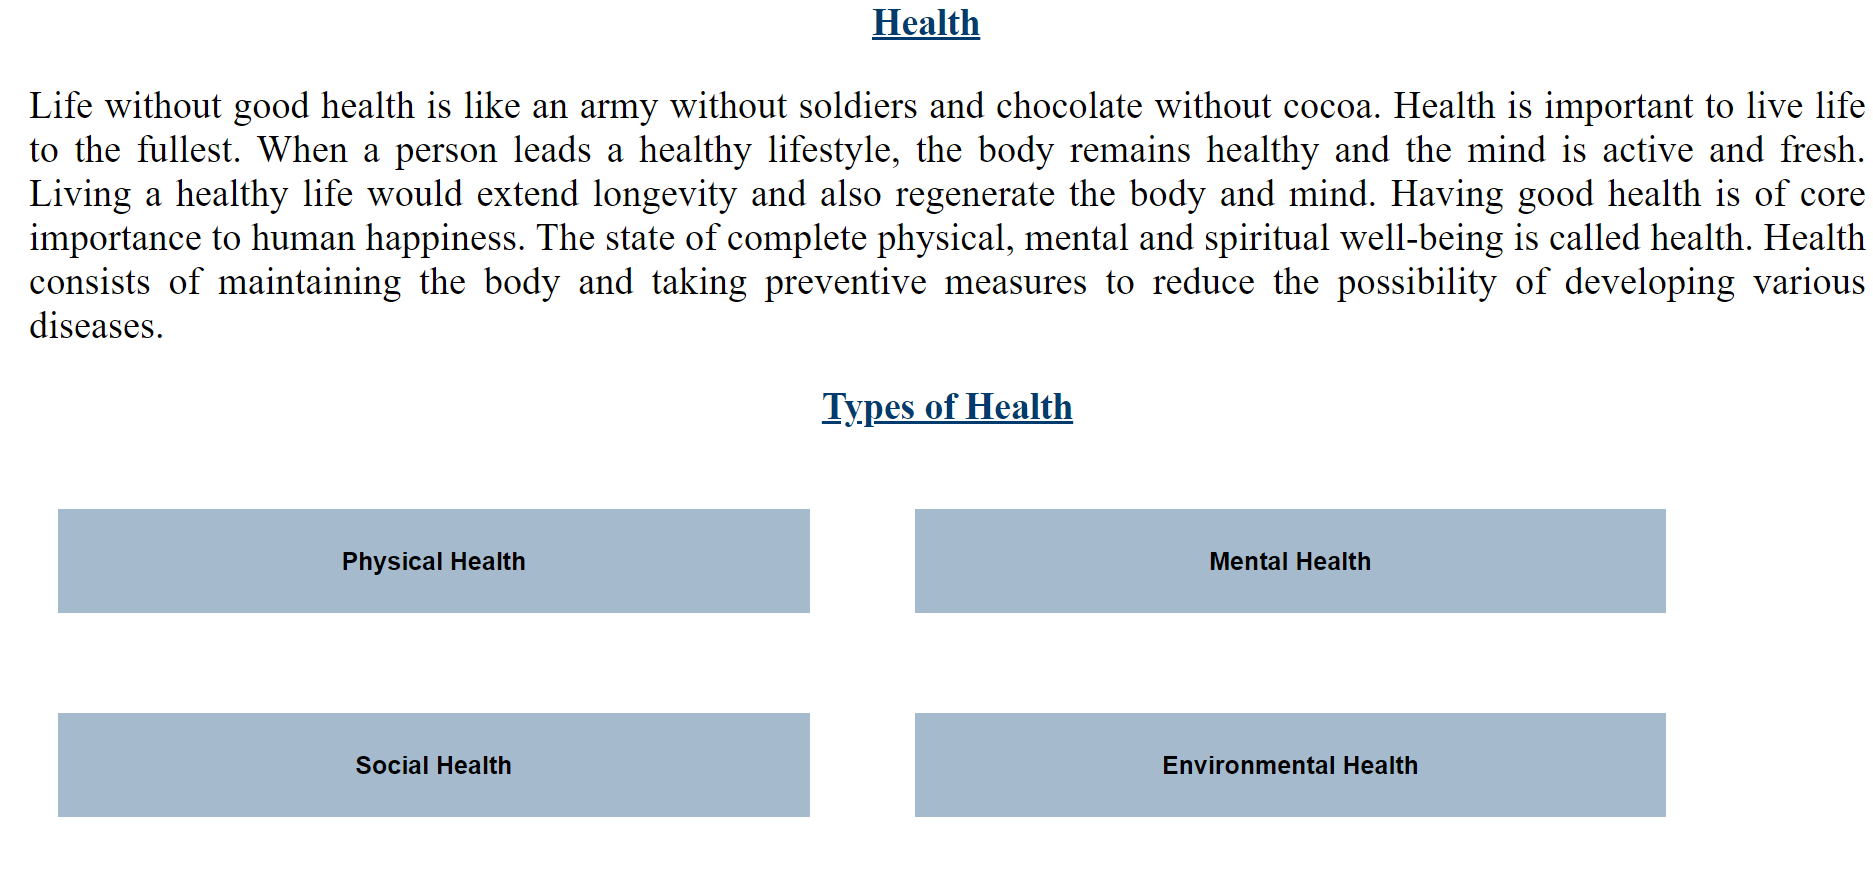 Health
Life without good health is like an army without soldiers and chocolate without cocoa. Health is important to live life
to the fullest. When a person leads a healthy lifestyle, the body remains healthy and the mind is active and fresh.
Living a healthy life would extend longevity and also regenerate the body and mind. Having good health is of core
importance to human happiness. The state of complete physical, mental and spiritual well-being is called health. Health
consists of maintaining the body and taking preventive measures to reduce the possibility of developing various
diseases.
Types of Health
Physical Health
Mental Health
Social Health
Environmental Health